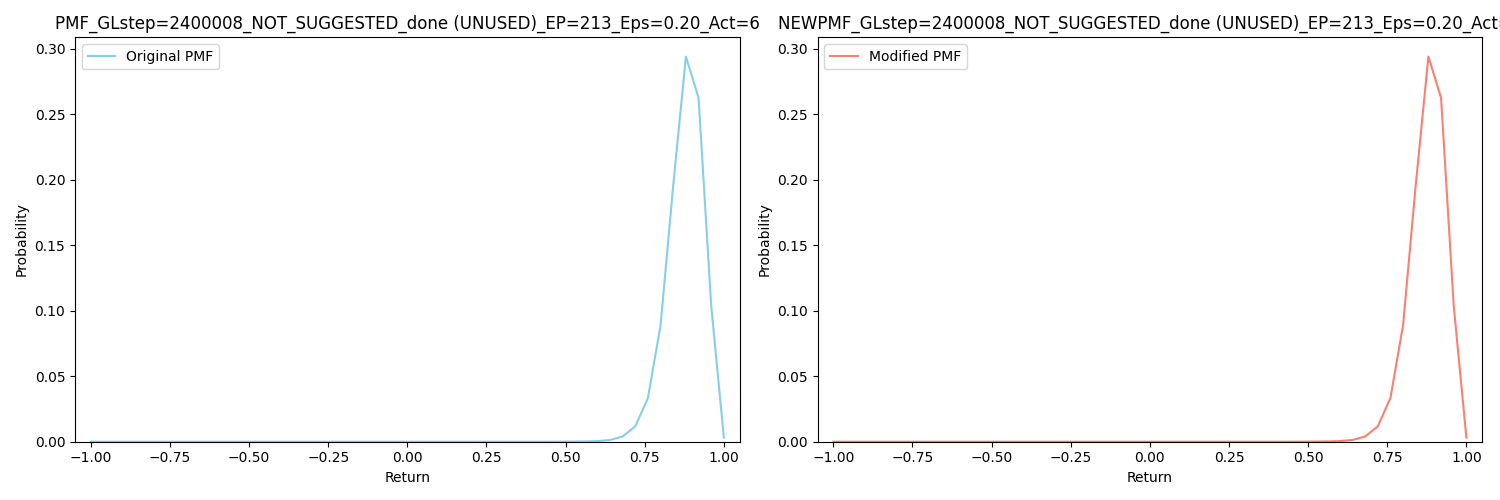 PMF_GLstep=2400008_NOT_SUGGESTED_done (UNUSED)_EP=213_Eps=0.20_Act=6
Original PMF
0.30
0.25
0.20
0.15
0.10
0.05
0.00
Probability
−1.00 −0.75 −0.50 −0.25 0.00 0.25 0.50 0.75 1.00
Return
NEWPMF_GLstep=2400008_NOT_SUGGESTED_done (UNUSED)_EP=213_Eps=0.20_Act=
Modified PMF
0.30
0.25
0.20
0.15
0.10
0.05
0.00
Probability
−1.00 −0.75 −0.50 −0.25 0.00 0.25 0.50 0.75 1.00
Return